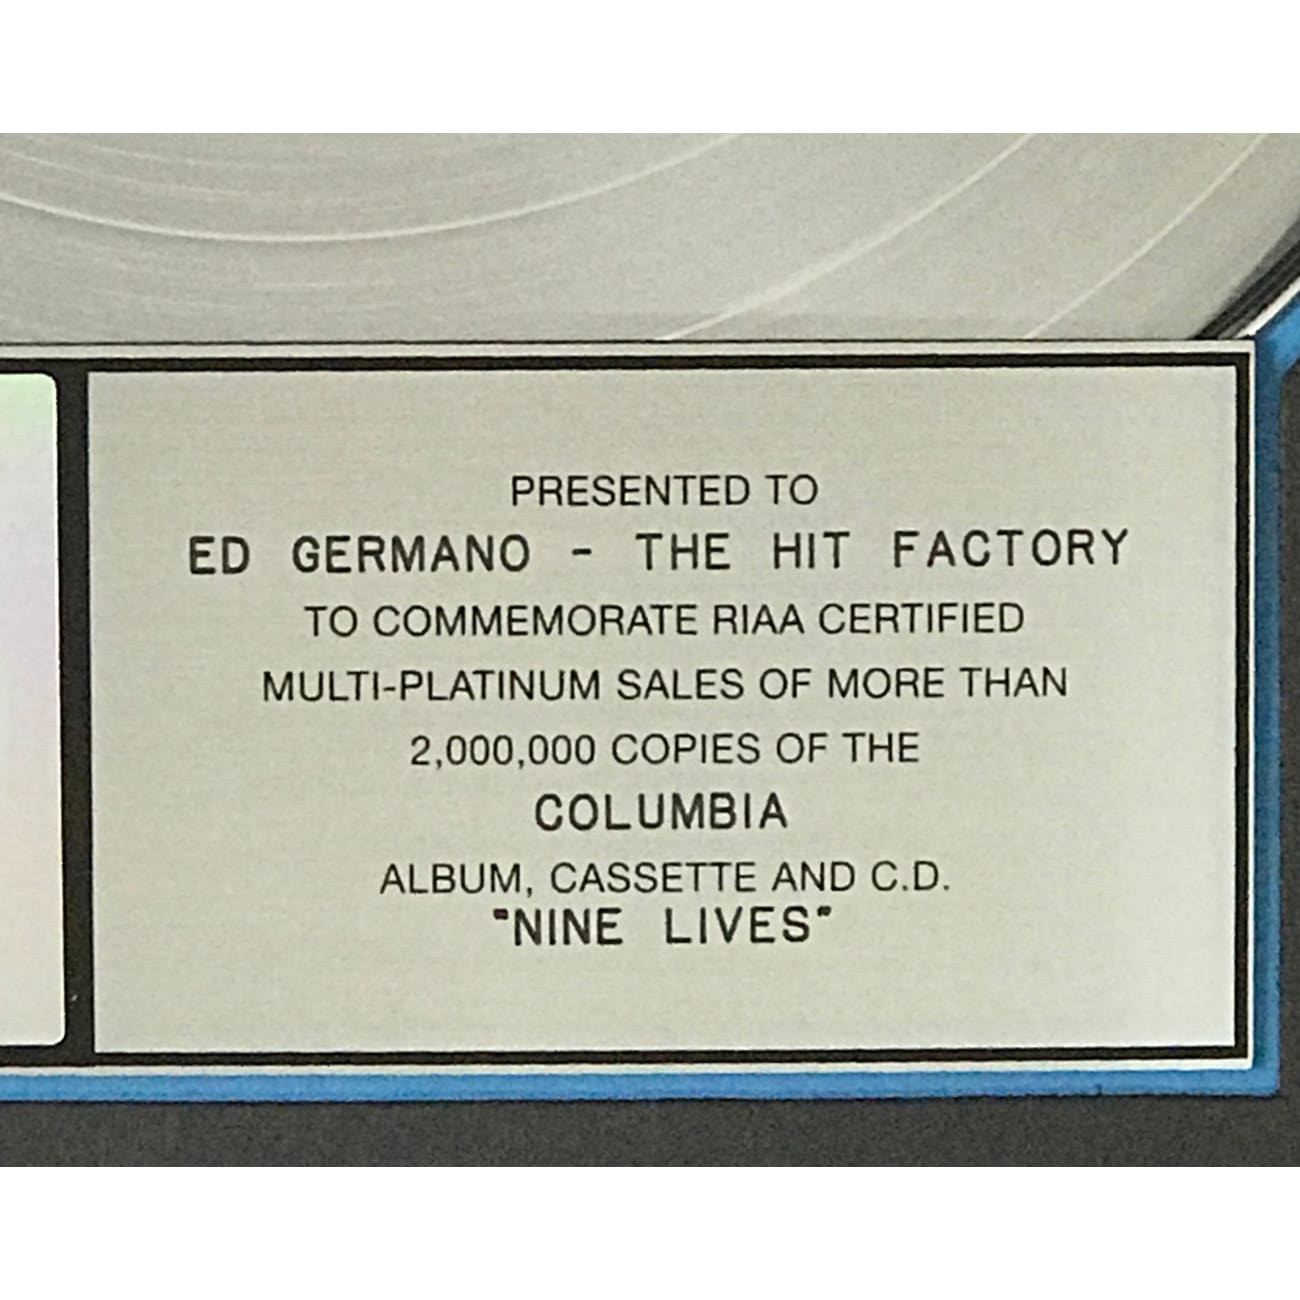 PRESENTED TO
ED GERMANO - THE HIT FACTORY
TO COMMEMORATE RIAA CERTIFIED
MULTI-PLATINUM SALES OF MORE THAN
2,000,000 COPIES OF THE
COLUMBIA
ALBUM, CASSETTE AND C.D.
"NINE LIVES"